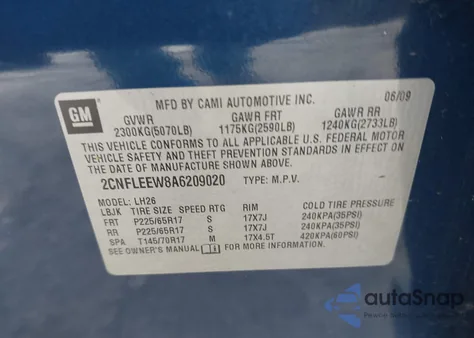 GM
MFD BY CAMI AUTOMOTIVE INC. 06/09
GVWR GAWR FRT GAWR RR
2300KG(5070LB) 1175KG(2590LB) 1240KG(2733LB)
THIS VEHICLE CONFORMS TO ALL APPLICABLE U.S. FEDERAL MOTOR
VEHICLE SAFETY AND THEFT PREVENTION STANDARDS IN EFFECT ON
THE DATE OF MANUFACTURE SHOWN ABOVE.
2CNFLEEW8A6209020 TYPE: M.P.V.
MODEL: LH26
LBJK TIRE SIZE SPEED RTG RIM COLD TIRE PRESSURE
FRT P225/65R17 S 17X7J 240KPA(35PSI)
RR P225/65R17 S 17X7J 240KPA(35PSI)
SPA T145/70R17 M 17X4.5T 420KPA(60PSI)
SEE OWNER'S MANUAL FOR ADDITIONAL INFORMATION.
autoSnap